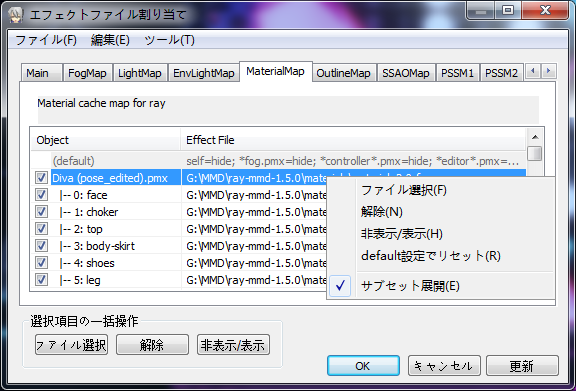 エフェクトファイル割り当て
ファイル(F) 編集(E) ツール(T)
Main FogMap LightMap EnvLightMap MaterialMap OutlineMap SSAOMap PSSM1 PSSM2
Material cache map for ray
Object Effect File
(default) self=hide; *fog.pmx=hide; *controller*.pmx=hide; *editor*.pmx=...
Diva (pose_edited).pmx G:\MMD\ray-mmd-1.5.0\material\material_2.0.fx
|-- 0: face G:\MMD\ray-mmd-1.5.0\mate
|-- 1: choker G:\MMD\ray-mmd-1.5.0\mate
|-- 2: top G:\MMD\ray-mmd-1.5.0\mate
|-- 3: body-skirt G:\MMD\ray-mmd-1.5.0\mate
|-- 4: shoes G:\MMD\ray-mmd-1.5.0\mate
|-- 5: leg G:\MMD\ray-mmd-1.5.0\mate
ファイル選択(F)
解除(N)
非表示/表示(H)
default設定でリセット(R)
サブセット展開(E)
選択項目の一括操作
ファイル選択 解除 非表示/表示
OK キャンセル 更新